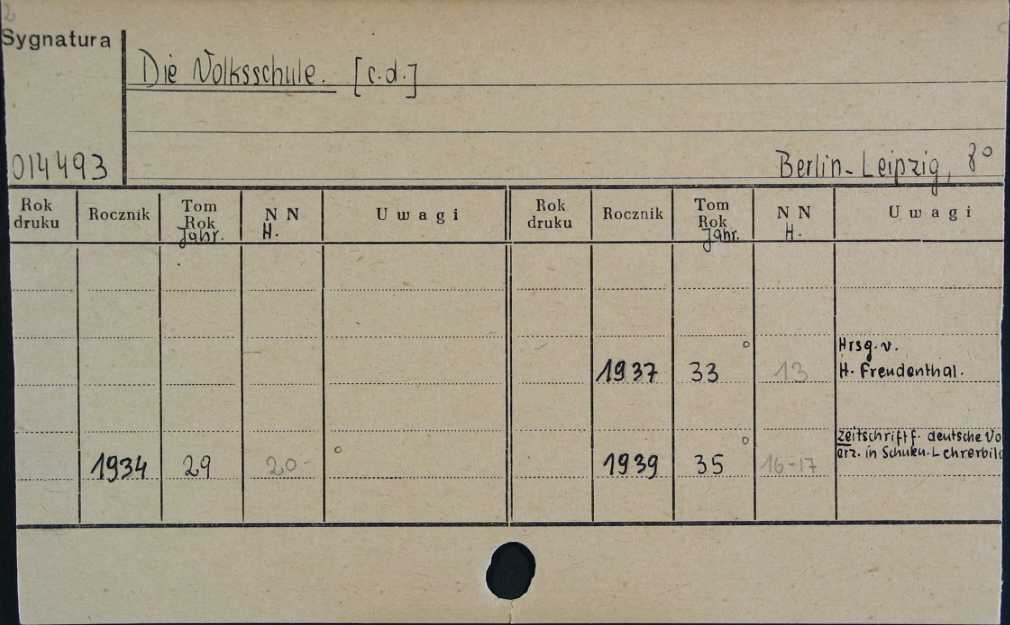 Sygnatura
Die Volksschule. [c.d.]
014493
Berlin-Leipzig, 8°
Rok druku Rocznik Tom Rok Jahr. N N H. Uwagi Rok druku Rocznik Tom Rok Jahr. N N H. Uwagi
Hrsg. v.
1937 33 ° 13 H. Freudenthal.
Zeitschrift f. deutsche Vo
1934 29 20- ° 1939 35 ° 16-17 erz. in Schule u. Lehrerbild